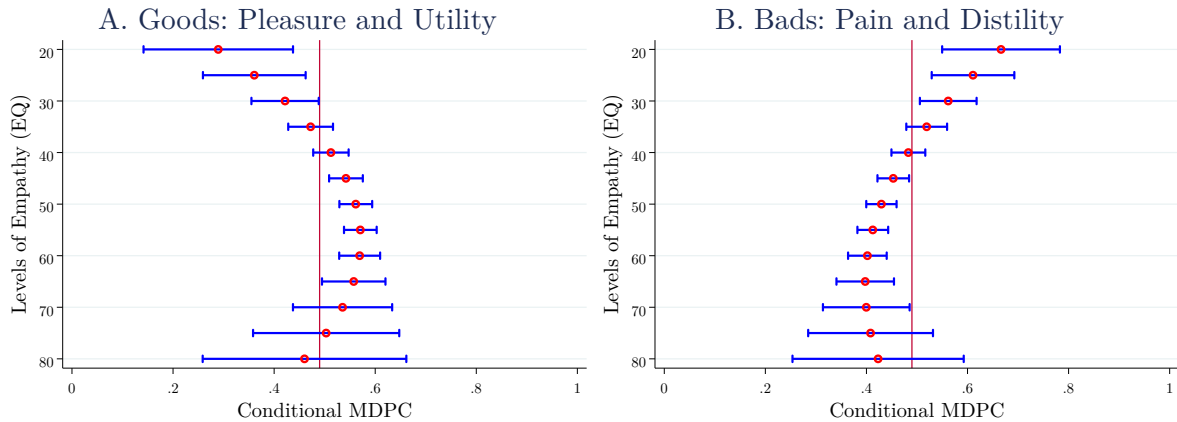 A. Goods: Pleasure and Utility
Levels of Empathy (EQ)
20
30
40
50
60
70
80
0 .2 .4 .6 .8 1
Conditional MDPC
B. Bads: Pain and Distility
Levels of Empathy (EQ)
20
30
40
50
60
70
80
0 .2 .4 .6 .8 1
Conditional MDPC